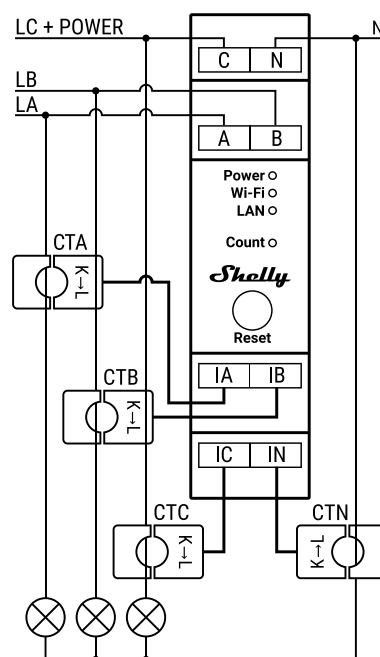 LC + POWER
N
C N
LB
LA
A B
Power
Wi-Fi
LAN
Count
CTA
K→L
Shelly
Reset
IA IB
CTB
K→L
IC IN
CTC
K→L
CTN
K→L